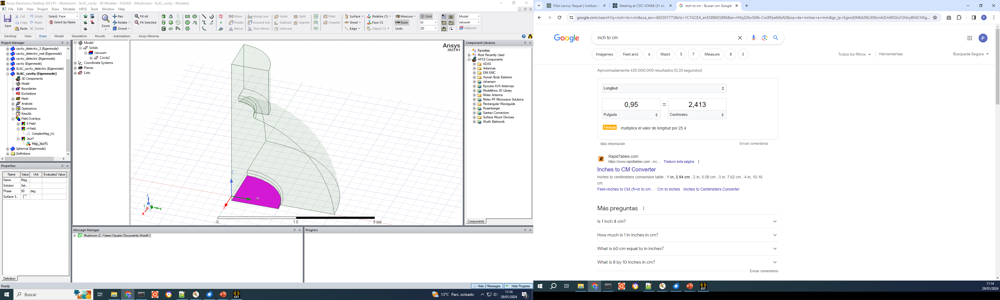 Ansys Electronics Desktop 2023 R1 - Mushroom - SLAC_cavity - 3D Modeler - SOLVED - [Mushroom - SLAC_cavity - Modeler]
File Edit View Project Draw Modeler HFSS Tools Window Help
Save
Cut Undo
Copy Redo
Paste Delete
Select: Face
Select by Name
Zoom
Pan
Rotate
Orient
Fit All
Fit Selected
Move Along Line
Rotate Around Axis
Mirror Thru Mirror
Unite Split
Subtract Imprint
Intersect
Fillet
Chamfer
Surface
Sheet
Edge
Relative CS
Face CS
Object CS
Measure
Ruler
Units
Grid
XY
3D
Model
vacuum
Material
Desktop View Draw Model Simulation Results Automation Ansys Minerva
Project Manager
cavity_dielectric_2 (Eigenmode)
cavity_dielectric_real (Eigenmode)
cavity_dielectric (Eigenmode)
cavity (Eigenmode)
SLAC_cavity_dielectric (Eigenmode)
SLAC_cavity (Eigenmode)
3D Components
Model
Boundaries
Excitations
Mesh
Analysis
Optimetrics
Results
Field Overlays
E Field
H Field
ComplexMag_H1
Jsurf
Mag_Jsurf1
Spherical (Eigenmode)
Definitions
Properties
Name Value Unit Evaluated Value
Name Mag...
Solution Set...
Phase 90 deg
Surface S...
Definition
Ready
Model
Solids
vacuum
Circle2
Coordinate Systems
Planes
Lists
Ansys
2023 R1
Z
X
Z
Y
X
0 1.5 3 (in)
Component Libraries
Favorites
Most Recently Used
HFSS Components
ADAS
Antennas
EMI EMC
Human Body Exteriors
Johanson
Kyocera AVX Antennas
Modelithics 3D Library
Molex Antenna
Molex RF Microwave Solutions
Rectangular Waveguide
Rosenberger
Samtec Connectors
Surface Mount Devices
Wurth Elektronik
Components
Message Manager
Mushroom (C:/Users/Usuario/Documents/Ansoft/)
Progress
Hide 2 Messages Hide Progress
Buscar
13°C Parc. soleado
11:14
29/01/2024
3
Fillol Lacruz, Raquel | Instituto
Meeting at CSIC-ICMAB (31 de
inch to cm - Buscar con Google
google.com/search?q=inch+to+cm&sca_esv=602301773&rlz=1C1GCEA_enES886ES886&ei=HXq3ZbvSMb-Cxc8Ppe66kA0&oq=de+inches+a+mm&gs_lp=Egxnd3Mtd2l6LXNlcnAiDmRlIGluY2hlcyBhIG1tKg...
Google
inch to cm
P
Imágenes Feet and 6 Waist 5 7 Measure 8 3
Todos los filtros Herramientas Búsqueda Segura
Aproximadamente 635.000.000 resultados (0,33 segundos)
Longitud
0,95 = 2,413
Pulgada Centímetro
Fórmula multiplica el valor de longitud por 25,4
Más información Enviar comentarios
RapidTables.com
https://www.rapidtables.com › inc... · Traducir esta página
Inches to CM Converter
Inches to centimeters conversion table ; 1 in, 2.54 cm ; 2 in, 5.08 cm ; 3 in, 7.62 cm ; 4 in, 10.16
cm.
Feet+Inches to CM (ft+in to cm... · Cm to inches · Inches to Centimeters Converter
Más preguntas
Is 1 inch 4 cm?
How much is 1 in inches in cm?
What is 60 cm equal to in inches?
What is 8 by 10 inches in cm?
Enviar comentarios
11:14
29/01/2024